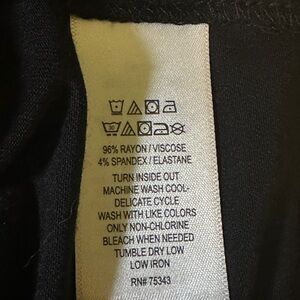 96% RAYON / VISCOSE
4% SPANDEX / ELASTANE
TURN INSIDE OUT
MACHINE WASH COOL-
DELICATE CYCLE
WASH WITH LIKE COLORS
ONLY NON-CHLORINE
BLEACH WHEN NEEDED
TUMBLE DRY LOW
LOW IRON
RN# 75343